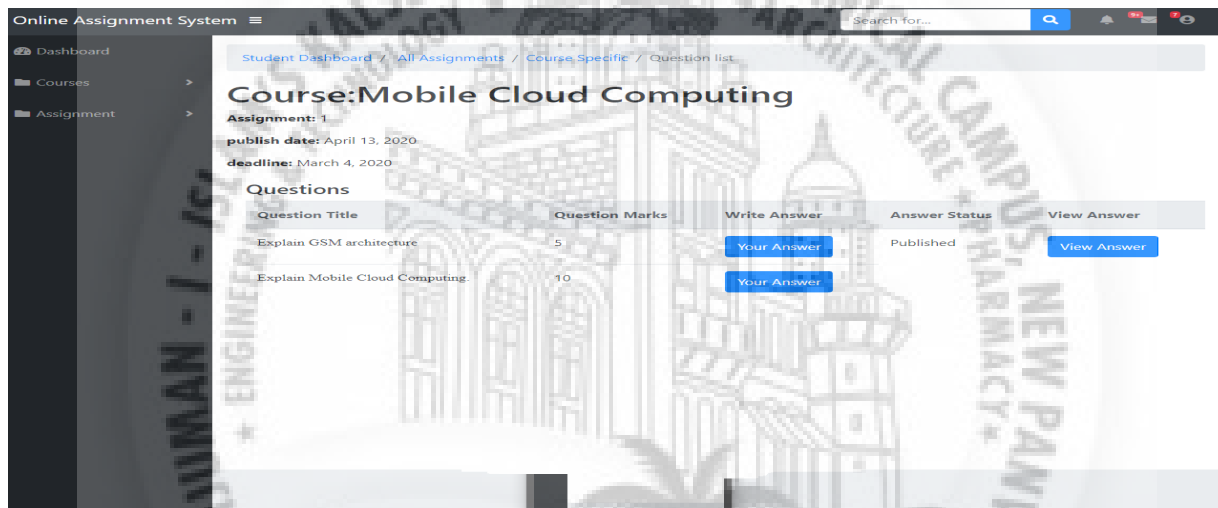 Online Assignment System
Search for...
9+
7
Dashboard
Courses
Assignment
Student Dashboard / All Assignments / Course Specific / Question list
Course:Mobile Cloud Computing
Assignment: 1
publish date: April 13, 2020
deadline: March 4, 2020
Questions
Question Title Question Marks Write Answer Answer Status View Answer
Explain GSM architecture 5 Your Answer Published View Answer
Explain Mobile Cloud Computing. 10 Your Answer